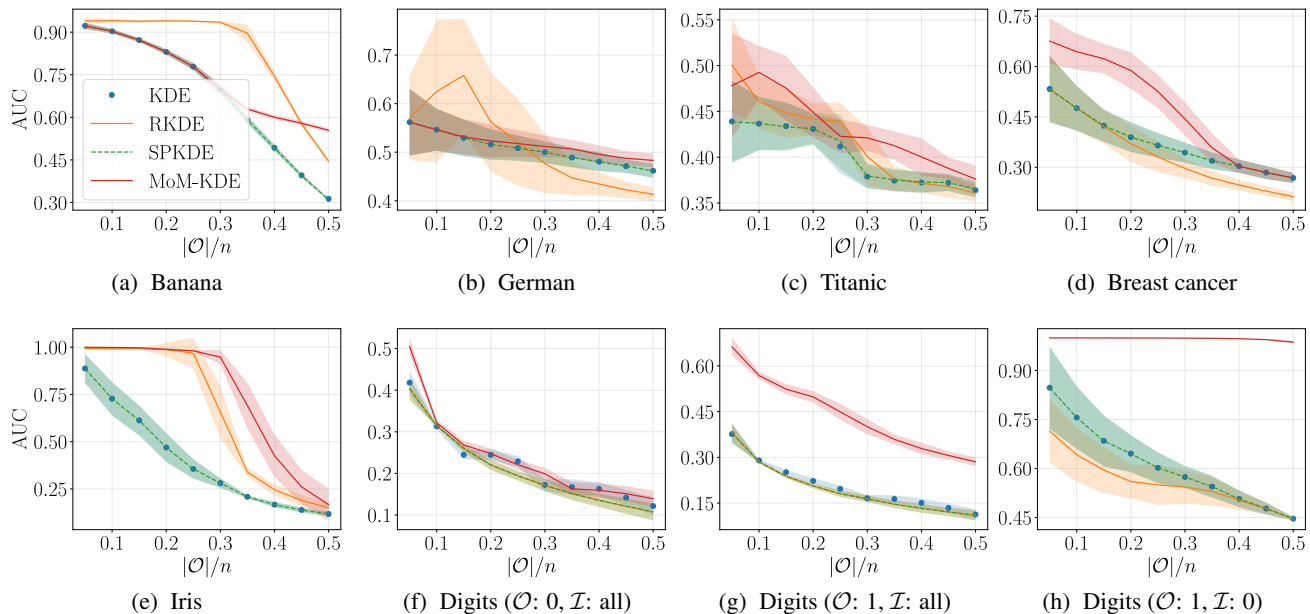 AUC
0.90
0.75
0.60
0.45
0.30
KDE
RKDE
SPKDE
MoM-KDE
0.1 0.2 0.3 0.4 0.5
|𝒪|/n
(a) Banana
0.7
0.6
0.5
0.4
0.1 0.2 0.3 0.4 0.5
|𝒪|/n
(b) German
0.55
0.50
0.45
0.40
0.35
0.1 0.2 0.3 0.4 0.5
|𝒪|/n
(c) Titanic
0.75
0.60
0.45
0.30
0.1 0.2 0.3 0.4 0.5
|𝒪|/n
(d) Breast cancer
AUC
1.00
0.75
0.50
0.25
0.1 0.2 0.3 0.4 0.5
|𝒪|/n
(e) Iris
0.5
0.4
0.3
0.2
0.1
0.1 0.2 0.3 0.4 0.5
|𝒪|/n
(f) Digits (𝒪: 0, ℐ: all)
0.60
0.45
0.30
0.15
0.1 0.2 0.3 0.4 0.5
|𝒪|/n
(g) Digits (𝒪: 1, ℐ: all)
0.90
0.75
0.60
0.45
0.1 0.2 0.3 0.4 0.5
|𝒪|/n
(h) Digits (𝒪: 1, ℐ: 0)